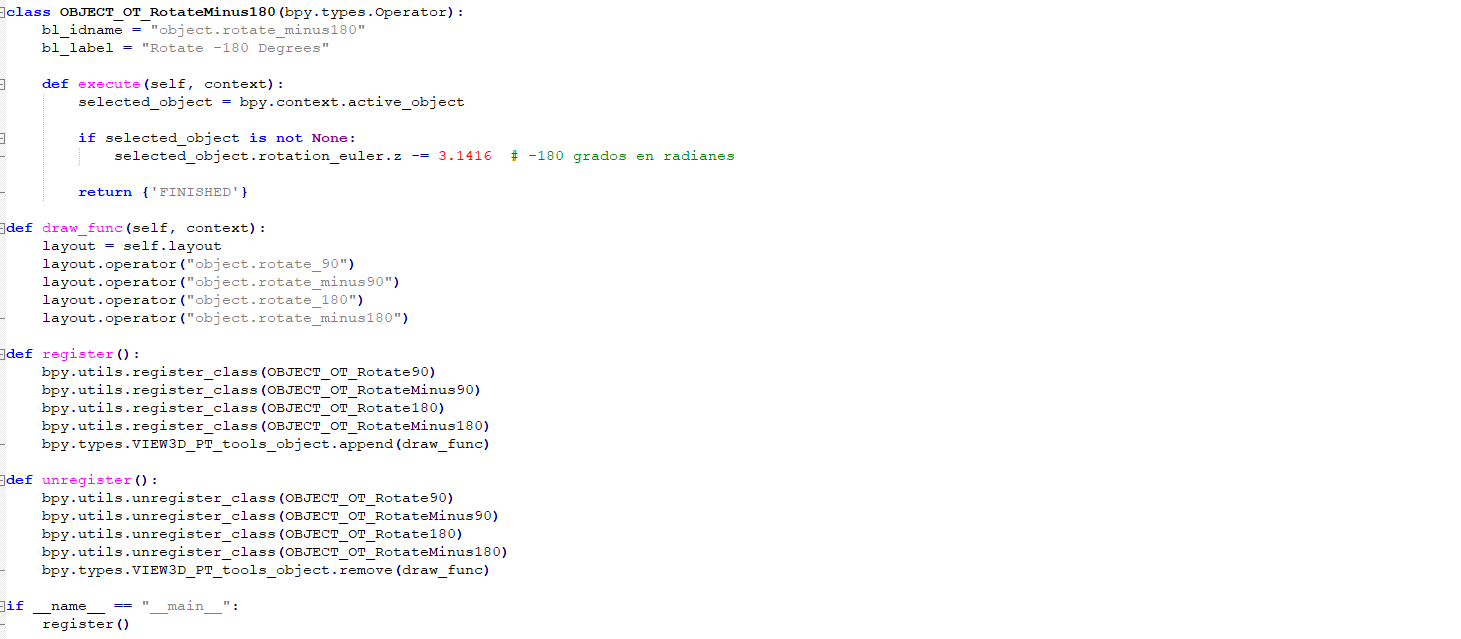 class OBJECT_OT_RotateMinus180(bpy.types.Operator):
    bl_idname = "object.rotate_minus180"
    bl_label = "Rotate -180 Degrees"

    def execute(self, context):
        selected_object = bpy.context.active_object

        if selected_object is not None:
            selected_object.rotation_euler.z -= 3.1416  # -180 grados en radianes

        return {'FINISHED'}

def draw_func(self, context):
    layout = self.layout
    layout.operator("object.rotate_90")
    layout.operator("object.rotate_minus90")
    layout.operator("object.rotate_180")
    layout.operator("object.rotate_minus180")

def register():
    bpy.utils.register_class(OBJECT_OT_Rotate90)
    bpy.utils.register_class(OBJECT_OT_RotateMinus90)
    bpy.utils.register_class(OBJECT_OT_Rotate180)
    bpy.utils.register_class(OBJECT_OT_RotateMinus180)
    bpy.types.VIEW3D_PT_tools_object.append(draw_func)

def unregister():
    bpy.utils.unregister_class(OBJECT_OT_Rotate90)
    bpy.utils.unregister_class(OBJECT_OT_RotateMinus90)
    bpy.utils.unregister_class(OBJECT_OT_Rotate180)
    bpy.utils.unregister_class(OBJECT_OT_RotateMinus180)
    bpy.types.VIEW3D_PT_tools_object.remove(draw_func)

if __name__ == "__main__":
    register()